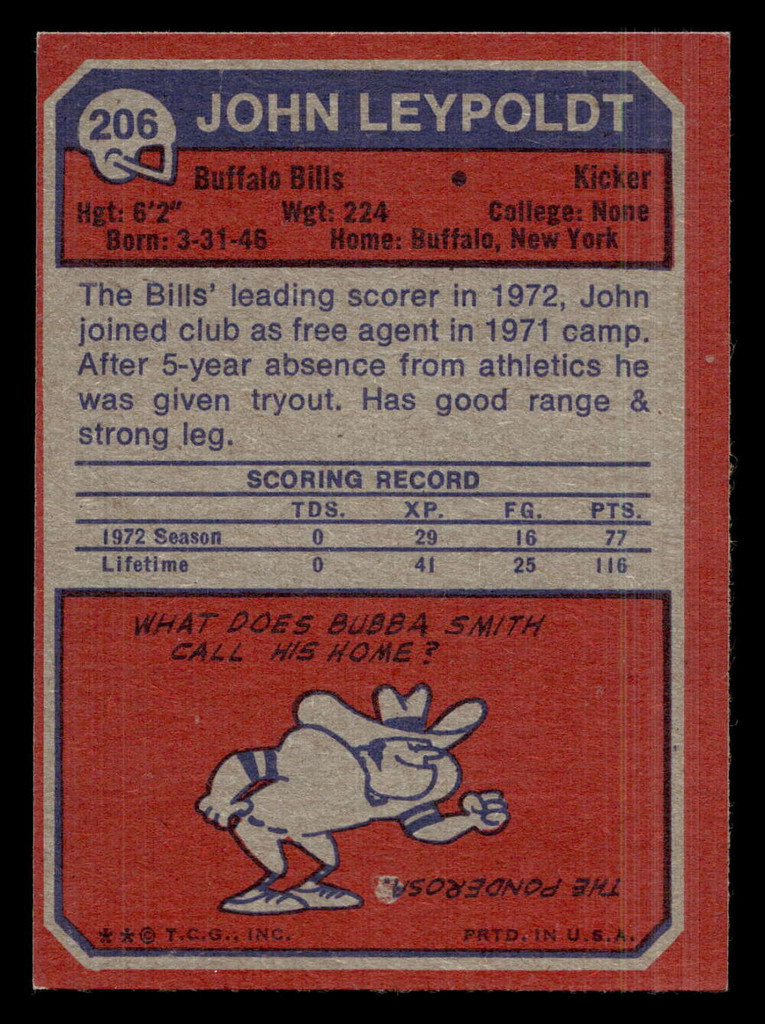 206 JOHN LEYPOLDT
Buffalo Bills • Kicker
Hgt: 6'2" Wgt: 224 College: None
Born: 3-31-46 Home: Buffalo, New York
The Bills' leading scorer in 1972, John
joined club as free agent in 1971 camp.
After 5-year absence from athletics he
was given tryout. Has good range &
strong leg.
SCORING RECORD
TDS. XP. FG. PTS.
1972 Season 0 29 16 77
Lifetime 0 41 25 116
WHAT DOES BUBBA SMITH
CALL HIS HOME?
THE PONDEROSA.
**© T.C.G., INC. PRTD. IN U.S.A.